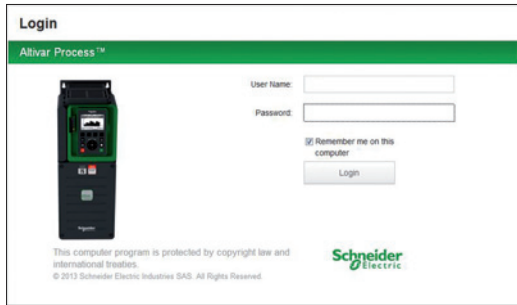 Login
Altivar Process™
User Name:
Password:
Remember me on this
computer
Login
This computer program is protected by copyright law and
international treaties.
© 2013 Schneider Electric Industries SAS. All Rights Reserved.
Schneider
Electric